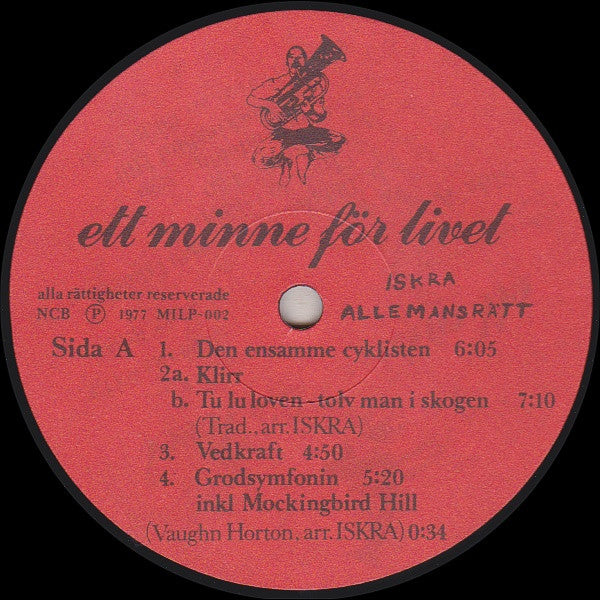 ett minne för livet
ISKRA
ALLEMANSRÄTT
alla rättigheter reserverade
NCB Ⓟ 1977 MILP-002
Sida A 1. Den ensamme cyklisten 6:05
2a. Klirr
b. Tu lu loven-tolv man i skogen 7:10
(Trad., arr. ISKRA)
3. Vedkraft 4:50
4. Grodsymfonin 5:20
inkl Mockingbird Hill
(Vaughn Horton, arr. ISKRA) 0:34